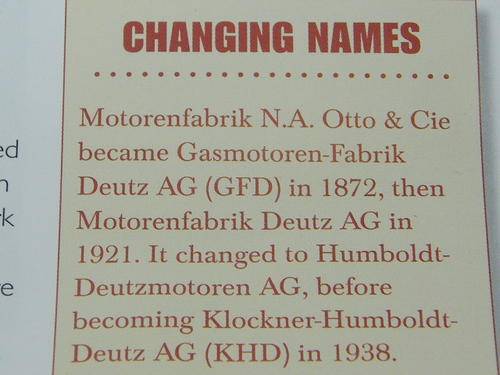 CHANGING NAMES
Motorenfabrik N.A. Otto & Cie
became Gasmotoren-Fabrik
Deutz AG (GFD) in 1872, then
Motorenfabrik Deutz AG in
1921. It changed to Humboldt-
Deutzmotoren AG, before
becoming Klockner-Humboldt-
Deutz AG (KHD) in 1938.